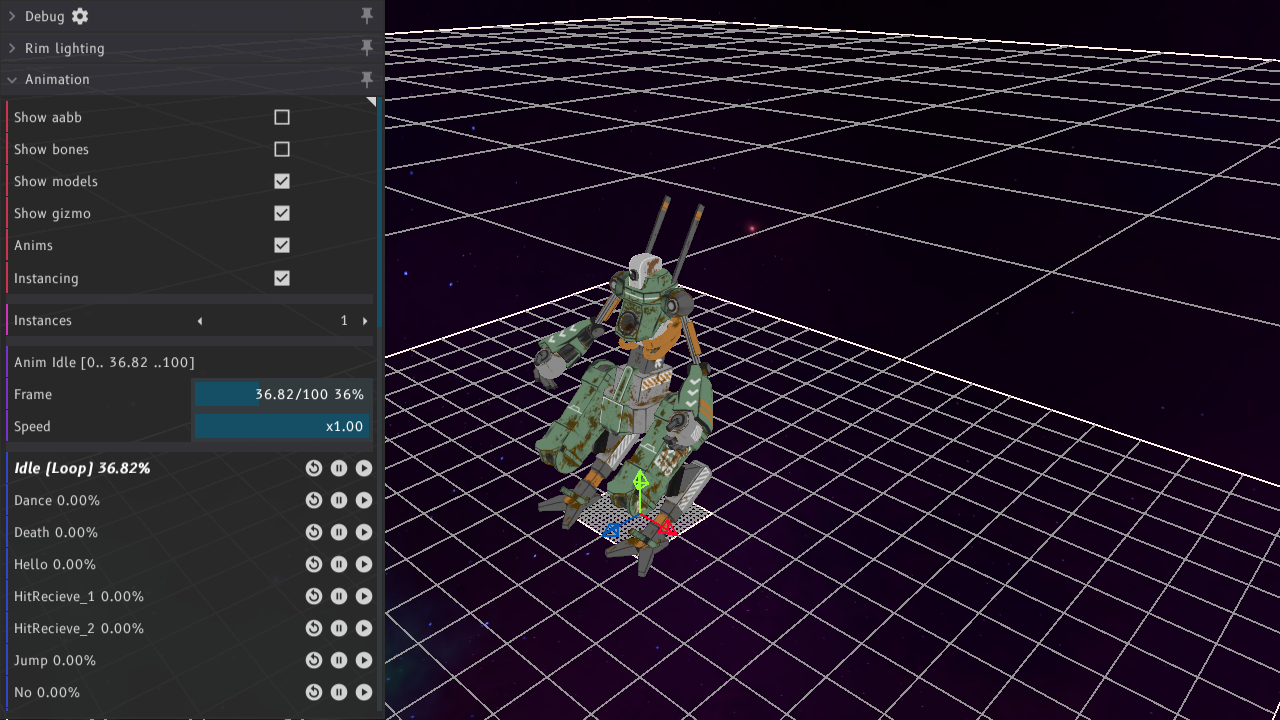 Debug
Rim lighting
Animation
Show aabb
Show bones
Show models
Show gizmo
Anims
Instancing
Instances 1
Anim Idle [0.. 36.82 ..100]
Frame 36.82/100 36%
Speed x1.00
Idle [Loop] 36.82%
Dance 0.00%
Death 0.00%
Hello 0.00%
HitRecieve_1 0.00%
HitRecieve_2 0.00%
Jump 0.00%
No 0.00%